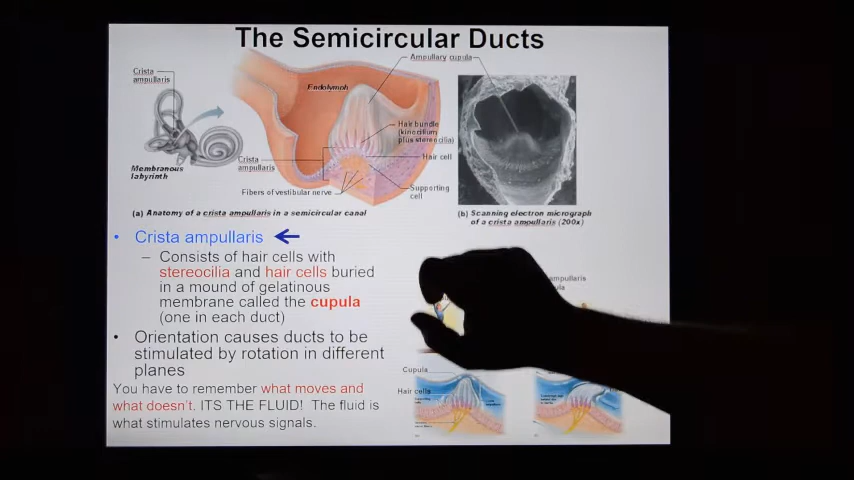 The Semicircular Ducts
Ampullary cupula
Crista
ampullaris
Endolymph
Hair bundle
(kinocilium
plus stereocilia)
Hair cell
Crista
ampullaris
Membranous
labyrinth
Fibers of vestibular nerve
Supporting
cell
(a) Anatomy of a crista ampullaris in a semicircular canal
(b) Scanning electron micrograph
of a crista ampullaris (200x)
• Crista ampullaris
– Consists of hair cells with
stereocilia and hair cells buried
in a mound of gelatinous
membrane called the cupula
(one in each duct)
• Orientation causes ducts to be
stimulated by rotation in different
planes
You have to remember what moves and
what doesn't. ITS THE FLUID! The fluid is
what stimulates nervous signals.
ampullaris
Cupula
Hair cells